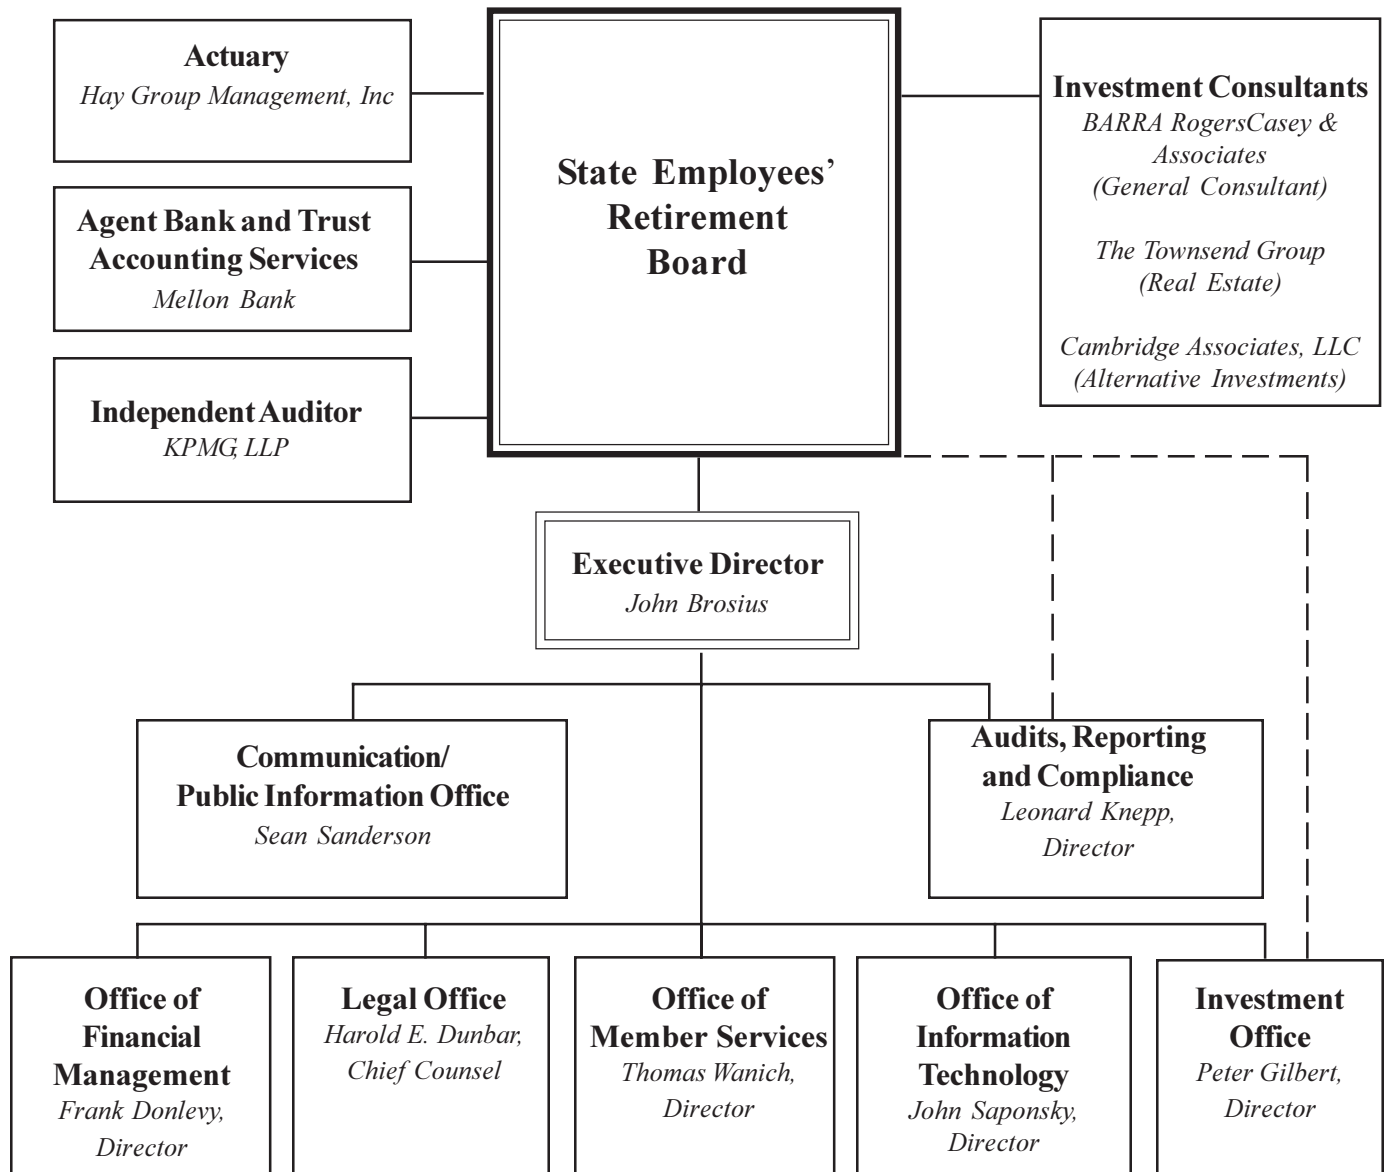 Actuary
Hay Group Management, Inc
Agent Bank and Trust
Accounting Services
Mellon Bank
Independent Auditor
KPMG, LLP
State Employees’
Retirement
Board
Investment Consultants
BARRA RogersCasey &
Associates
(General Consultant)
The Townsend Group
(Real Estate)
Cambridge Associates, LLC
(Alternative Investments)
Executive Director
John Brosius
Communication/
Public Information Office
Sean Sanderson
Audits, Reporting
and Compliance
Leonard Knepp,
Director
Office of
Financial
Management
Frank Donlevy,
Director
Legal Office
Harold E. Dunbar,
Chief Counsel
Office of
Member Services
Thomas Wanich,
Director
Office of
Information
Technology
John Saponsky,
Director
Investment
Office
Peter Gilbert,
Director